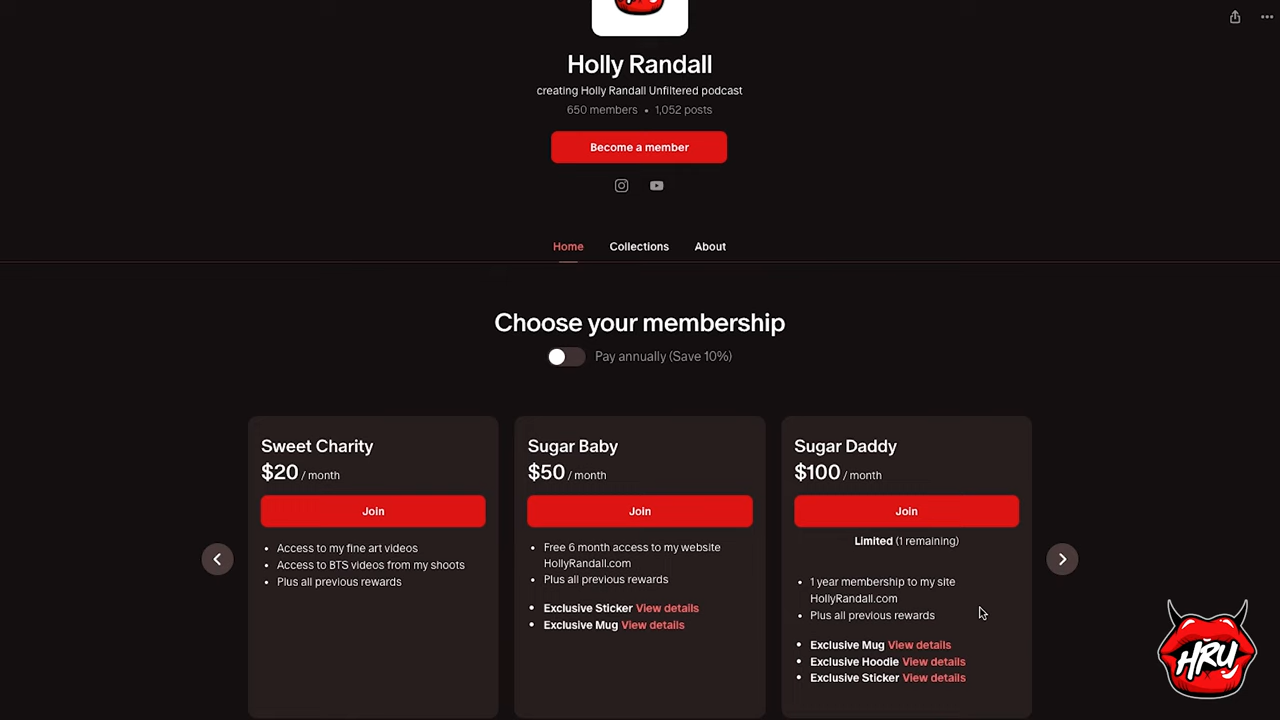 Holly Randall
creating Holly Randall Unfiltered podcast
650 members • 1,052 posts
Become a member
Home Collections About
Choose your membership
Pay annually (Save 10%)
Sweet Charity
$20 / month
Join
• Access to my fine art videos
• Access to BTS videos from my shoots
• Plus all previous rewards
Sugar Baby
$50 / month
Join
• Free 6 month access to my website
HollyRandall.com
• Plus all previous rewards
• Exclusive Sticker View details
• Exclusive Mug View details
Sugar Daddy
$100 / month
Join
Limited (1 remaining)
• 1 year membership to my site
HollyRandall.com
• Plus all previous rewards
• Exclusive Mug View details
• Exclusive Hoodie View details
• Exclusive Sticker View details
HRU